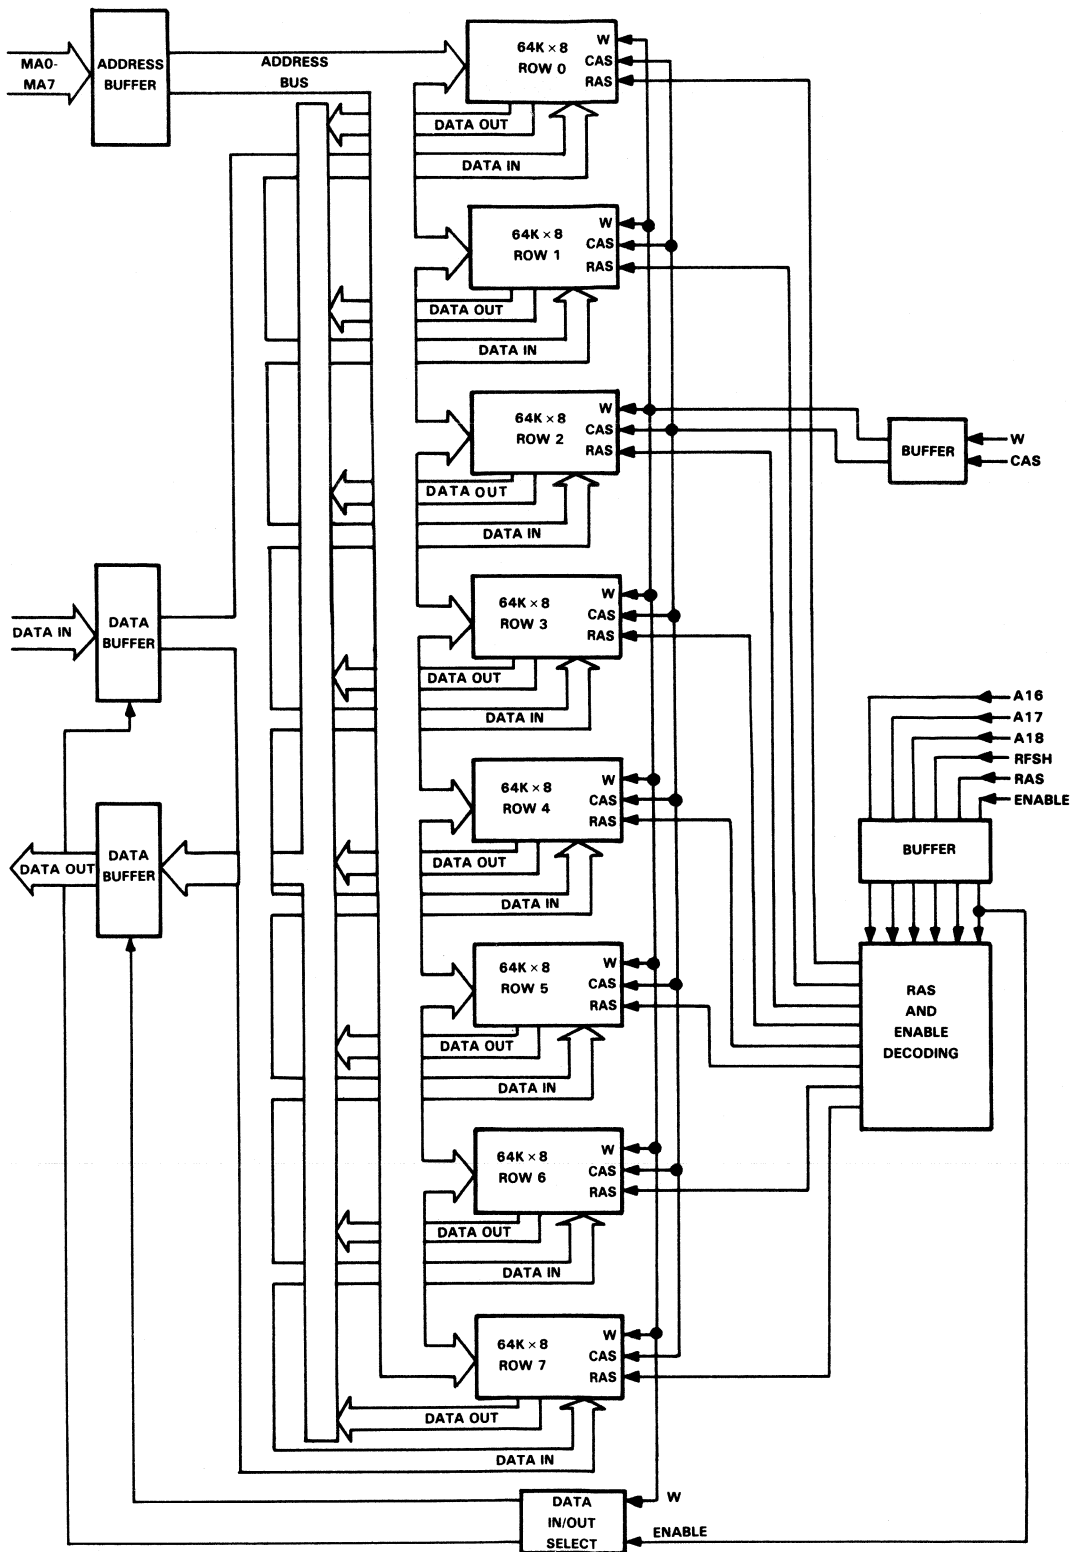 MA0-
MA7
ADDRESS
BUFFER
ADDRESS
BUS
64K × 8
ROW 0
W
CAS
RAS
DATA OUT
DATA IN
64K × 8
ROW 1
W
CAS
RAS
DATA OUT
DATA IN
64K × 8
ROW 2
W
CAS
RAS
BUFFER
W
CAS
DATA OUT
DATA IN
DATA IN
DATA
BUFFER
64K × 8
ROW 3
W
CAS
RAS
DATA OUT
DATA IN
A16
A17
A18
RFSH
RAS
ENABLE
64K × 8
ROW 4
W
CAS
RAS
BUFFER
DATA OUT
DATA
BUFFER
DATA OUT
DATA IN
64K × 8
ROW 5
W
CAS
RAS
RAS
AND
ENABLE
DECODING
DATA OUT
DATA IN
64K × 8
ROW 6
W
CAS
RAS
DATA OUT
DATA IN
64K × 8
ROW 7
W
CAS
RAS
DATA OUT
DATA IN
DATA
IN/OUT
SELECT
W
ENABLE